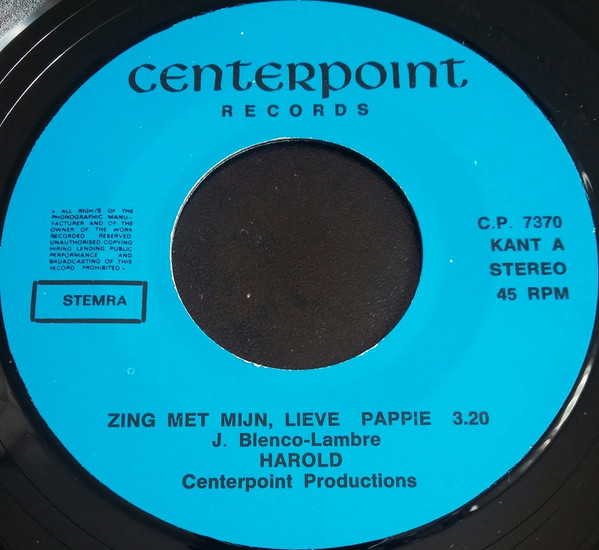 CENTERPOINT
RECORDS
« ALL RIGHTS OF THE
PHONOGRAPHIC MANU-
FACTURER AND OF THE
OWNER OF THE WORK
RECORDED RESERVED.
UNAUTHORISED COPYING
HIRING LENDING, PUBLIC
PERFORMANCE AND
BROADCASTING OF THIS
RECORD PROHIBITED »
STEMRA
C.P. 7370
KANT A
STEREO
45 RPM
ZING MET MIJN, LIEVE PAPPIE 3.20
J. Blenco-Lambre
HAROLD
Centerpoint Productions